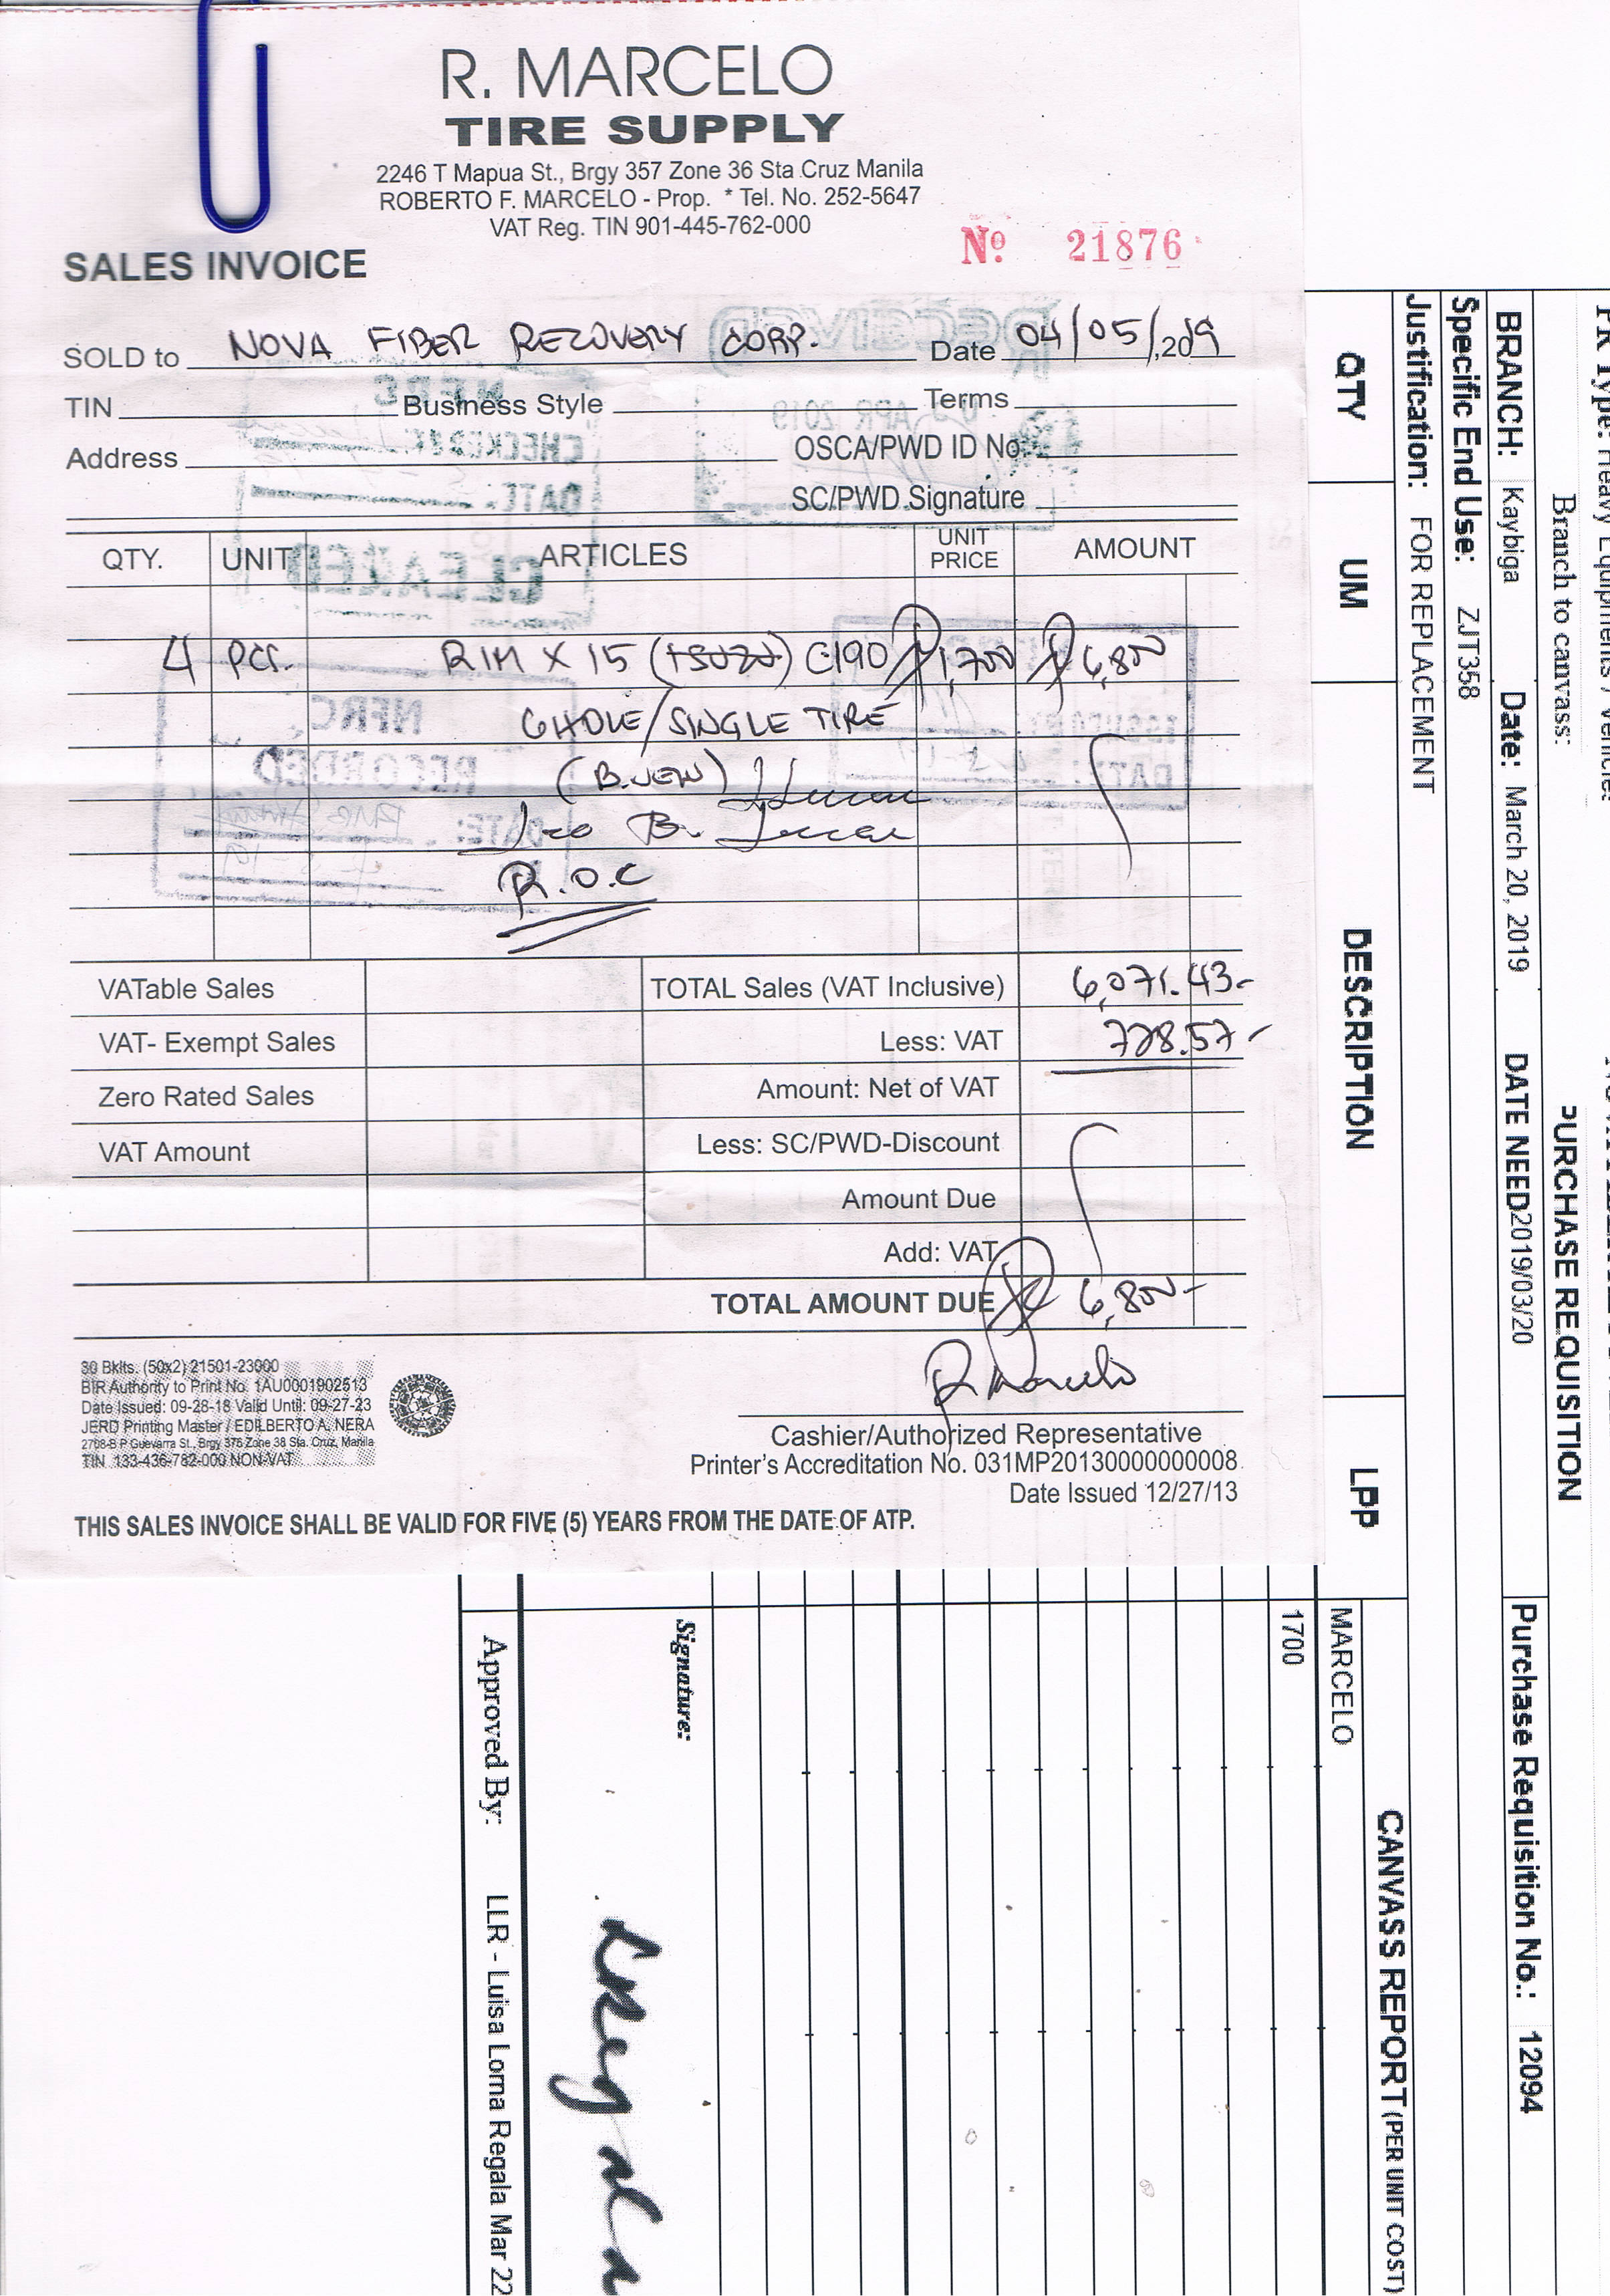 R. MARCELO
TIRE SUPPLY
2246 T Mapua St., Brgy 357 Zone 36 Sta Cruz Manila
ROBERTO F. MARCELO - Prop. * Tel. No. 252-5647
VAT Reg. TIN 901-445-762-000
Nº 21876
SALES INVOICE
SOLD to NOVA FIBER RECOVERY CORP. Date 04/05/,2019
TIN Business Style Terms
Address OSCA/PWD ID No.
SC/PWD Signature
QTY. UNIT ARTICLES UNIT PRICE AMOUNT
4 pcs. RIM X 15 (ISUZU) C190 ₱1,700 ₱6,800
6HOLE/SINGLE TIRE
(B.NEW)
R.O.C
VATable Sales TOTAL Sales (VAT Inclusive) 6,071.43-
VAT- Exempt Sales Less: VAT 728.57-
Zero Rated Sales Amount: Net of VAT
VAT Amount Less: SC/PWD-Discount
Amount Due
Add: VAT
TOTAL AMOUNT DUE ₱ 6,800-
R Marcelo
30 Bklts. (50x2) 21501-23000
BIR Authority to Print No. 1AU0001902513
Date Issued: 09-28-18 Valid Until: 09-27-23
JERD Printing Master / EDILBERTO A. NERA
2708-B P Guevarra St., Brgy 375 Zone 38 Sta. Cruz, Manila
TIN 133-436-782-000 NON-VAT
Cashier/Authorized Representative
Printer's Accreditation No. 031MP20130000000008
Date Issued 12/27/13
THIS SALES INVOICE SHALL BE VALID FOR FIVE (5) YEARS FROM THE DATE OF ATP.
PR Type: Heavy Equipments / Vehicles
Branch to canvass:
PURCHASE REQUISITION
BRANCH: Kaybiga Date: March 20, 2019 DATE NEED 2019/03/20 Purchase Requisition No.: 12094
Specific End Use: ZJT358
Justification: FOR REPLACEMENT
CANVASS REPORT (PER UNIT COST)
QTY UM DESCRIPTION LPP MARCELO
1700
Signature:
Approved By: LLR - Luisa Lorna Regala Mar 22